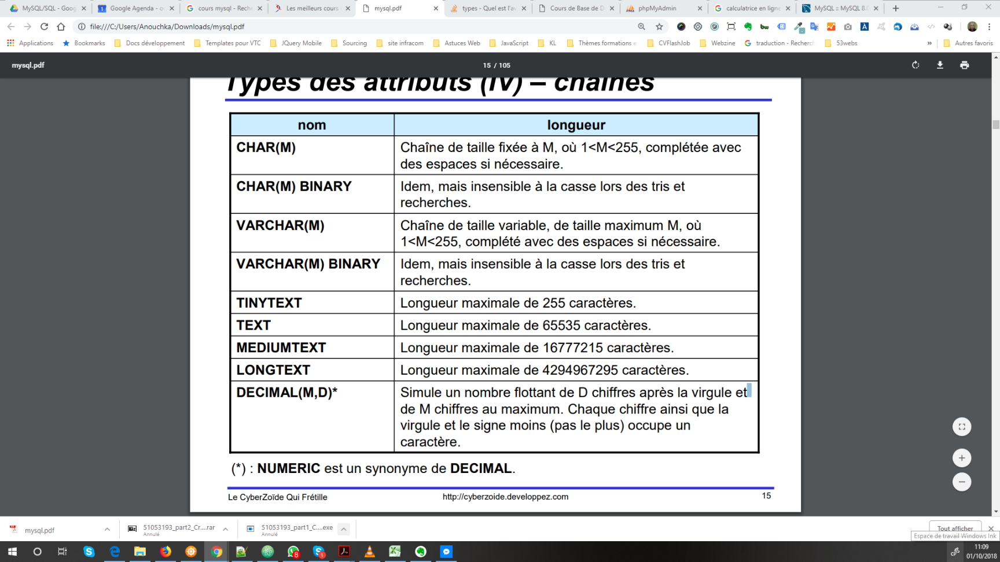 MySQL/SQL - Goog
Google Agenda - oc
cours mysql - Reche
Les meilleurs cours
mysql.pdf
types - Quel est l'av
Cours de Base de D
phpMyAdmin
calculatrice en ligne
MySQL :: MySQL 8.0
file:///C:/Users/Anouchka/Downloads/mysql.pdf
Applications
Bookmarks
Docs développement
Templates pour VTC
JQuery Mobile
Sourcing
site infracom
Astuces Web
JavaScript
KL
Thèmes formations e
CVFlashJob
Webzine
traduction - Recherc
53webs
»
Autres favoris
mysql.pdf
15 / 105
Types des attributs (IV) – chaînes
nom
longueur
CHAR(M)
Chaîne de taille fixée à M, où 1<M<255, complétée avec
des espaces si nécessaire.
CHAR(M) BINARY
Idem, mais insensible à la casse lors des tris et
recherches.
VARCHAR(M)
Chaîne de taille variable, de taille maximum M, où
1<M<255, complété avec des espaces si nécessaire.
VARCHAR(M) BINARY
Idem, mais insensible à la casse lors des tris et
recherches.
TINYTEXT
Longueur maximale de 255 caractères.
TEXT
Longueur maximale de 65535 caractères.
MEDIUMTEXT
Longueur maximale de 16777215 caractères.
LONGTEXT
Longueur maximale de 4294967295 caractères.
DECIMAL(M,D)*
Simule un nombre flottant de D chiffres après la virgule et
de M chiffres au maximum. Chaque chiffre ainsi que la
virgule et le signe moins (pas le plus) occupe un
caractère.
(*) : NUMERIC est un synonyme de DECIMAL.
Le CyberZoïde Qui Frétille
http://cyberzoide.developpez.com
15
mysql.pdf
51053193_part2_Cr....rar
Annulé
51053193_part1_C....exe
Annulé
Tout afficher
Espace de travail Windows Ink
11:09
01/10/2018